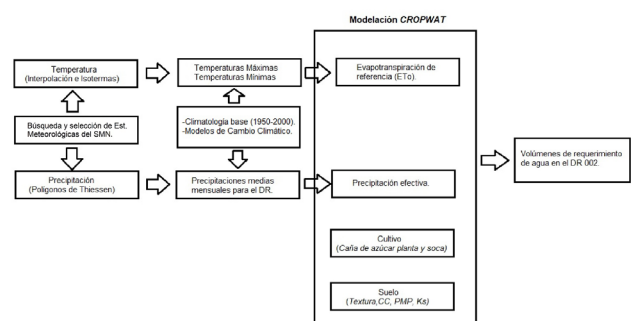 Modelación CROPWAT
Temperatura
(Interpolación e Isotermas)
Temperaturas Máximas
Temperaturas Mínimas
Evapotranspiración de
referencia (ETo).
Búsqueda y selección de Est.
Meteorológicas del SMN.
-Climatología base (1950-2000).
-Modelos de Cambio Climático.
Volúmenes de requerimiento
de agua en el DR 002.
Precipitación
(Polígonos de Thiessen)
Precipitaciones medias
mensuales para el DR.
Precipitación efectiva.
Cultivo
(Caña de azúcar planta y soca)
Suelo
(Textura,CC, PMP, Ks)